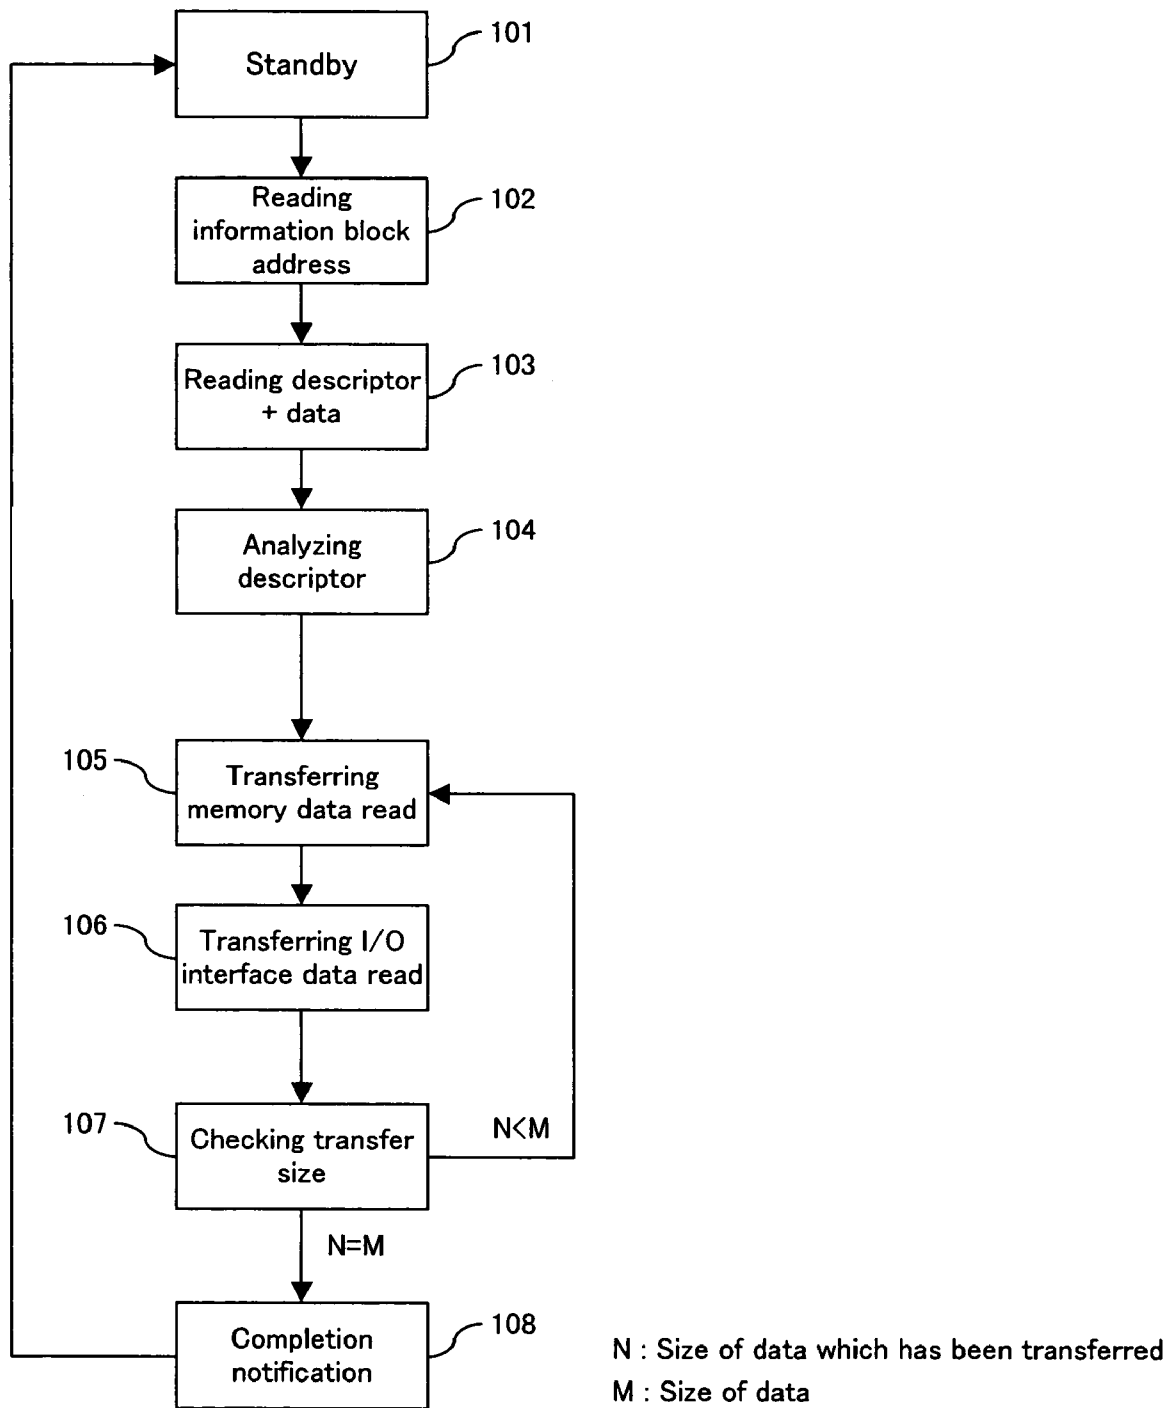 101
Standby
102
Reading
information block
address
103
Reading descriptor
+ data
104
Analyzing
descriptor
105
Transferring
memory data read
106
Transferring I/O
interface data read
107
Checking transfer
size
N<M
N=M
108
Completion
notification
N : Size of data which has been transferred
M : Size of data